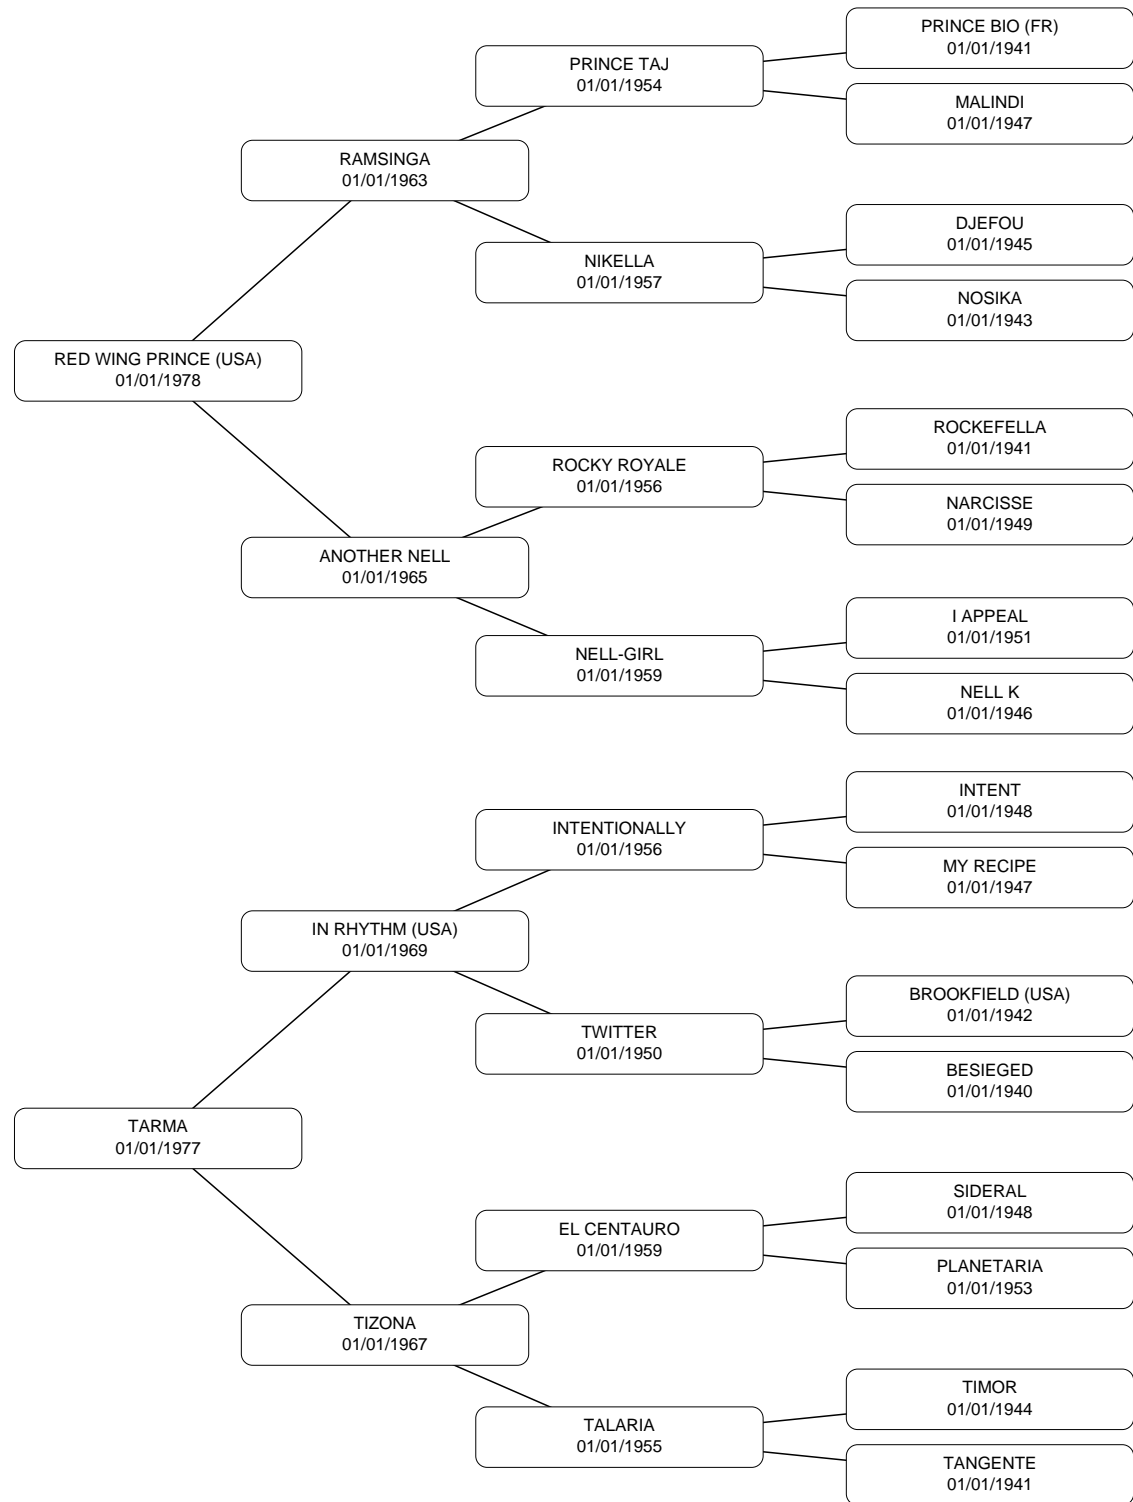 PRINCE BIO (FR)
01/01/1941
PRINCE TAJ
01/01/1954
MALINDI
01/01/1947
RAMSINGA
01/01/1963
DJEFOU
01/01/1945
NIKELLA
01/01/1957
NOSIKA
01/01/1943
RED WING PRINCE (USA)
01/01/1978
ROCKEFELLA
01/01/1941
ROCKY ROYALE
01/01/1956
NARCISSE
01/01/1949
ANOTHER NELL
01/01/1965
I APPEAL
01/01/1951
NELL-GIRL
01/01/1959
NELL K
01/01/1946
INTENT
01/01/1948
INTENTIONALLY
01/01/1956
MY RECIPE
01/01/1947
IN RHYTHM (USA)
01/01/1969
BROOKFIELD (USA)
01/01/1942
TWITTER
01/01/1950
BESIEGED
01/01/1940
TARMA
01/01/1977
SIDERAL
01/01/1948
EL CENTAURO
01/01/1959
PLANETARIA
01/01/1953
TIZONA
01/01/1967
TIMOR
01/01/1944
TALARIA
01/01/1955
TANGENTE
01/01/1941